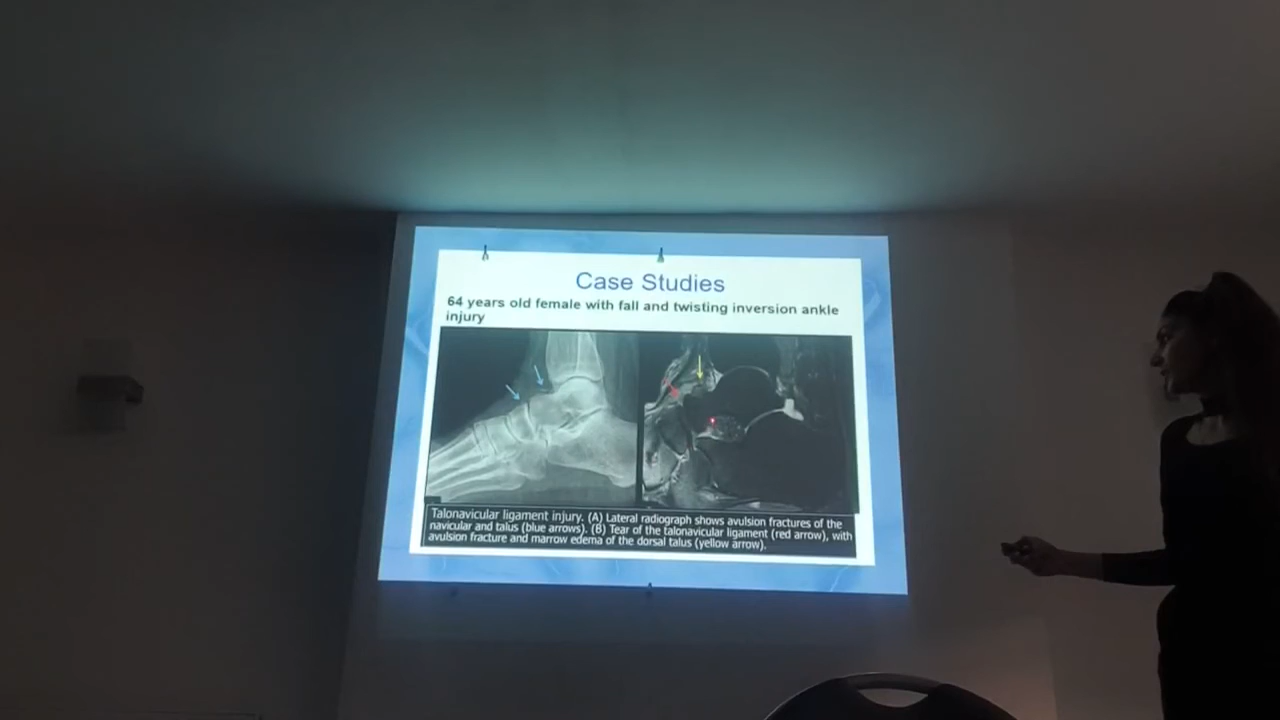 Case Studies
64 years old female with fall and twisting inversion ankle
injury
Talonavicular ligament injury. (A) Lateral radiograph shows avulsion fractures of the
navicular and talus (blue arrows). (B) Tear of the talonavicular ligament (red arrow), with
avulsion fracture and marrow edema of the dorsal talus (yellow arrow).